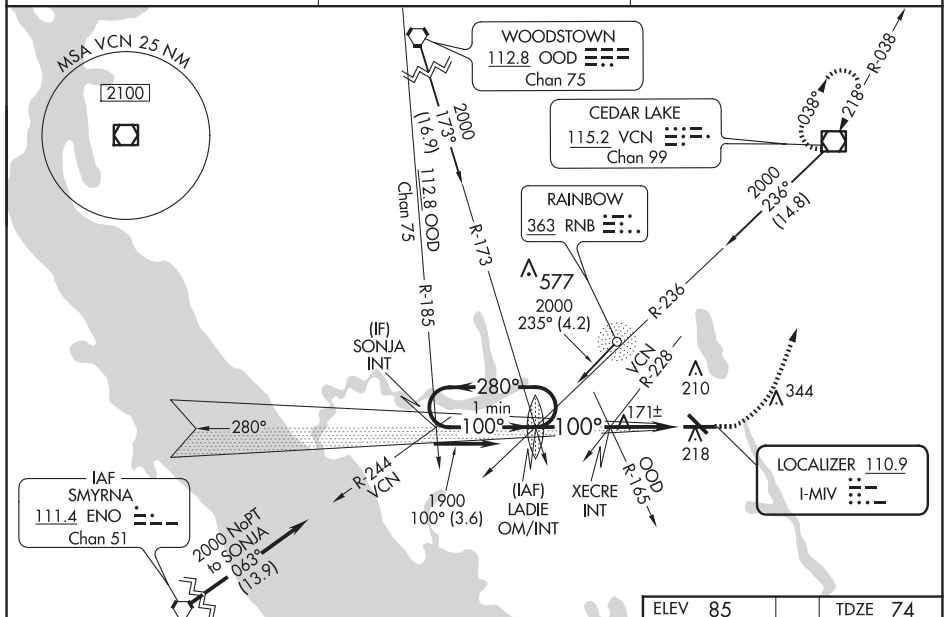 MSA VCN 25 NM
2100
WOODSTOWN
112.8 OOD
Chan 75
CEDAR LAKE
115.2 VCN
Chan 99
038°
218°
R-038
2000
173°
(16.9)
112.8 OOD
Chan 75
R-173
R-185
RAINBOW
363 RNB
2000
236°
(14.8)
R-236
577
2000
235° (4.2)
VCN
R-228
(IF)
SONJA
INT
280°
1 min
100°
100°
280°
171±
210
344
218
R-244
VCN
1900
100° (3.6)
(IAF)
LADIE
OM/INT
XECRE
INT
OOD
R-165
LOCALIZER 110.9
I-MIV
IAF
SMYRNA
111.4 ENO
Chan 51
2000 NoPT
to SONJA
063°
(13.9)
ELEV 85
TDZE 74